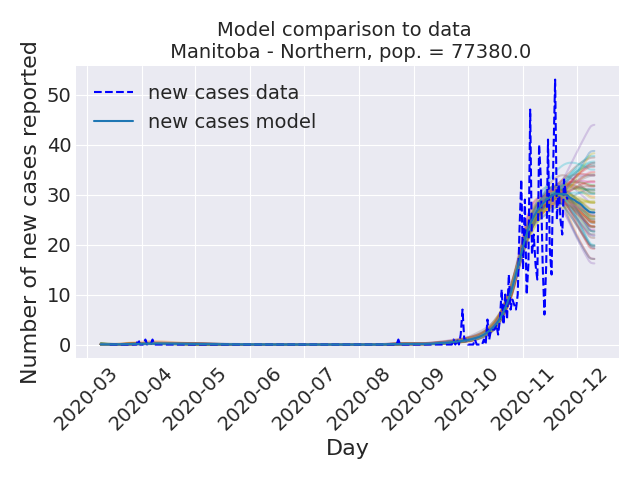 Model comparison to data
Manitoba - Northern, pop. = 77380.0
Number of new cases reported
50
40
30
20
10
0
new cases data
new cases model
2020-03
2020-04
2020-05
2020-06
2020-07
2020-08
2020-09
2020-10
2020-11
2020-12
Day